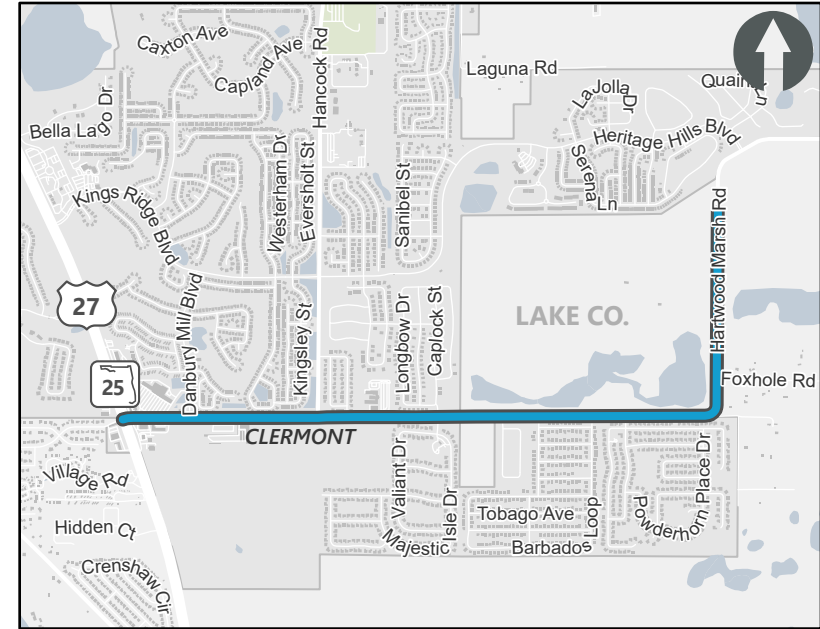 Caxton Ave
Capland Ave
Hancock Rd
Laguna Rd
La Jolla Dr
Bella Lago Dr
Heritage Hills Blvd
Westerham Dr
Evershott St
Sanibel St
Serena Ln
Kings Ridge Blvd
Hartwood Marsh Rd
27
LAKE CO.
Danbury Mill Blvd
Kingsley St
Longbow Dr
Caplock St
25
Foxhole Rd
CLERMONT
Village Rd
Valiant Dr
Isle Dr
Majestic
Tobago Ave
Barbados Loop
Powderhorn Place Dr
Hidden Ct
Crenshaw Cir